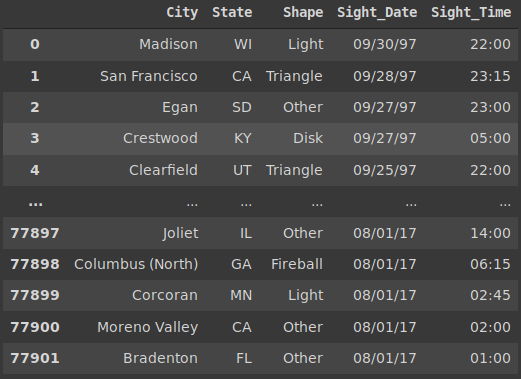 City State Shape Sight_Date Sight_Time
0 Madison WI Light 09/30/97 22:00
1 San Francisco CA Triangle 09/28/97 23:15
2 Egan SD Other 09/27/97 23:00
3 Crestwood KY Disk 09/27/97 05:00
4 Clearfield UT Triangle 09/25/97 22:00
... ... ... ... ... ...
77897 Joliet IL Other 08/01/17 14:00
77898 Columbus (North) GA Fireball 08/01/17 06:15
77899 Corcoran MN Light 08/01/17 02:45
77900 Moreno Valley CA Other 08/01/17 02:00
77901 Bradenton FL Other 08/01/17 01:00